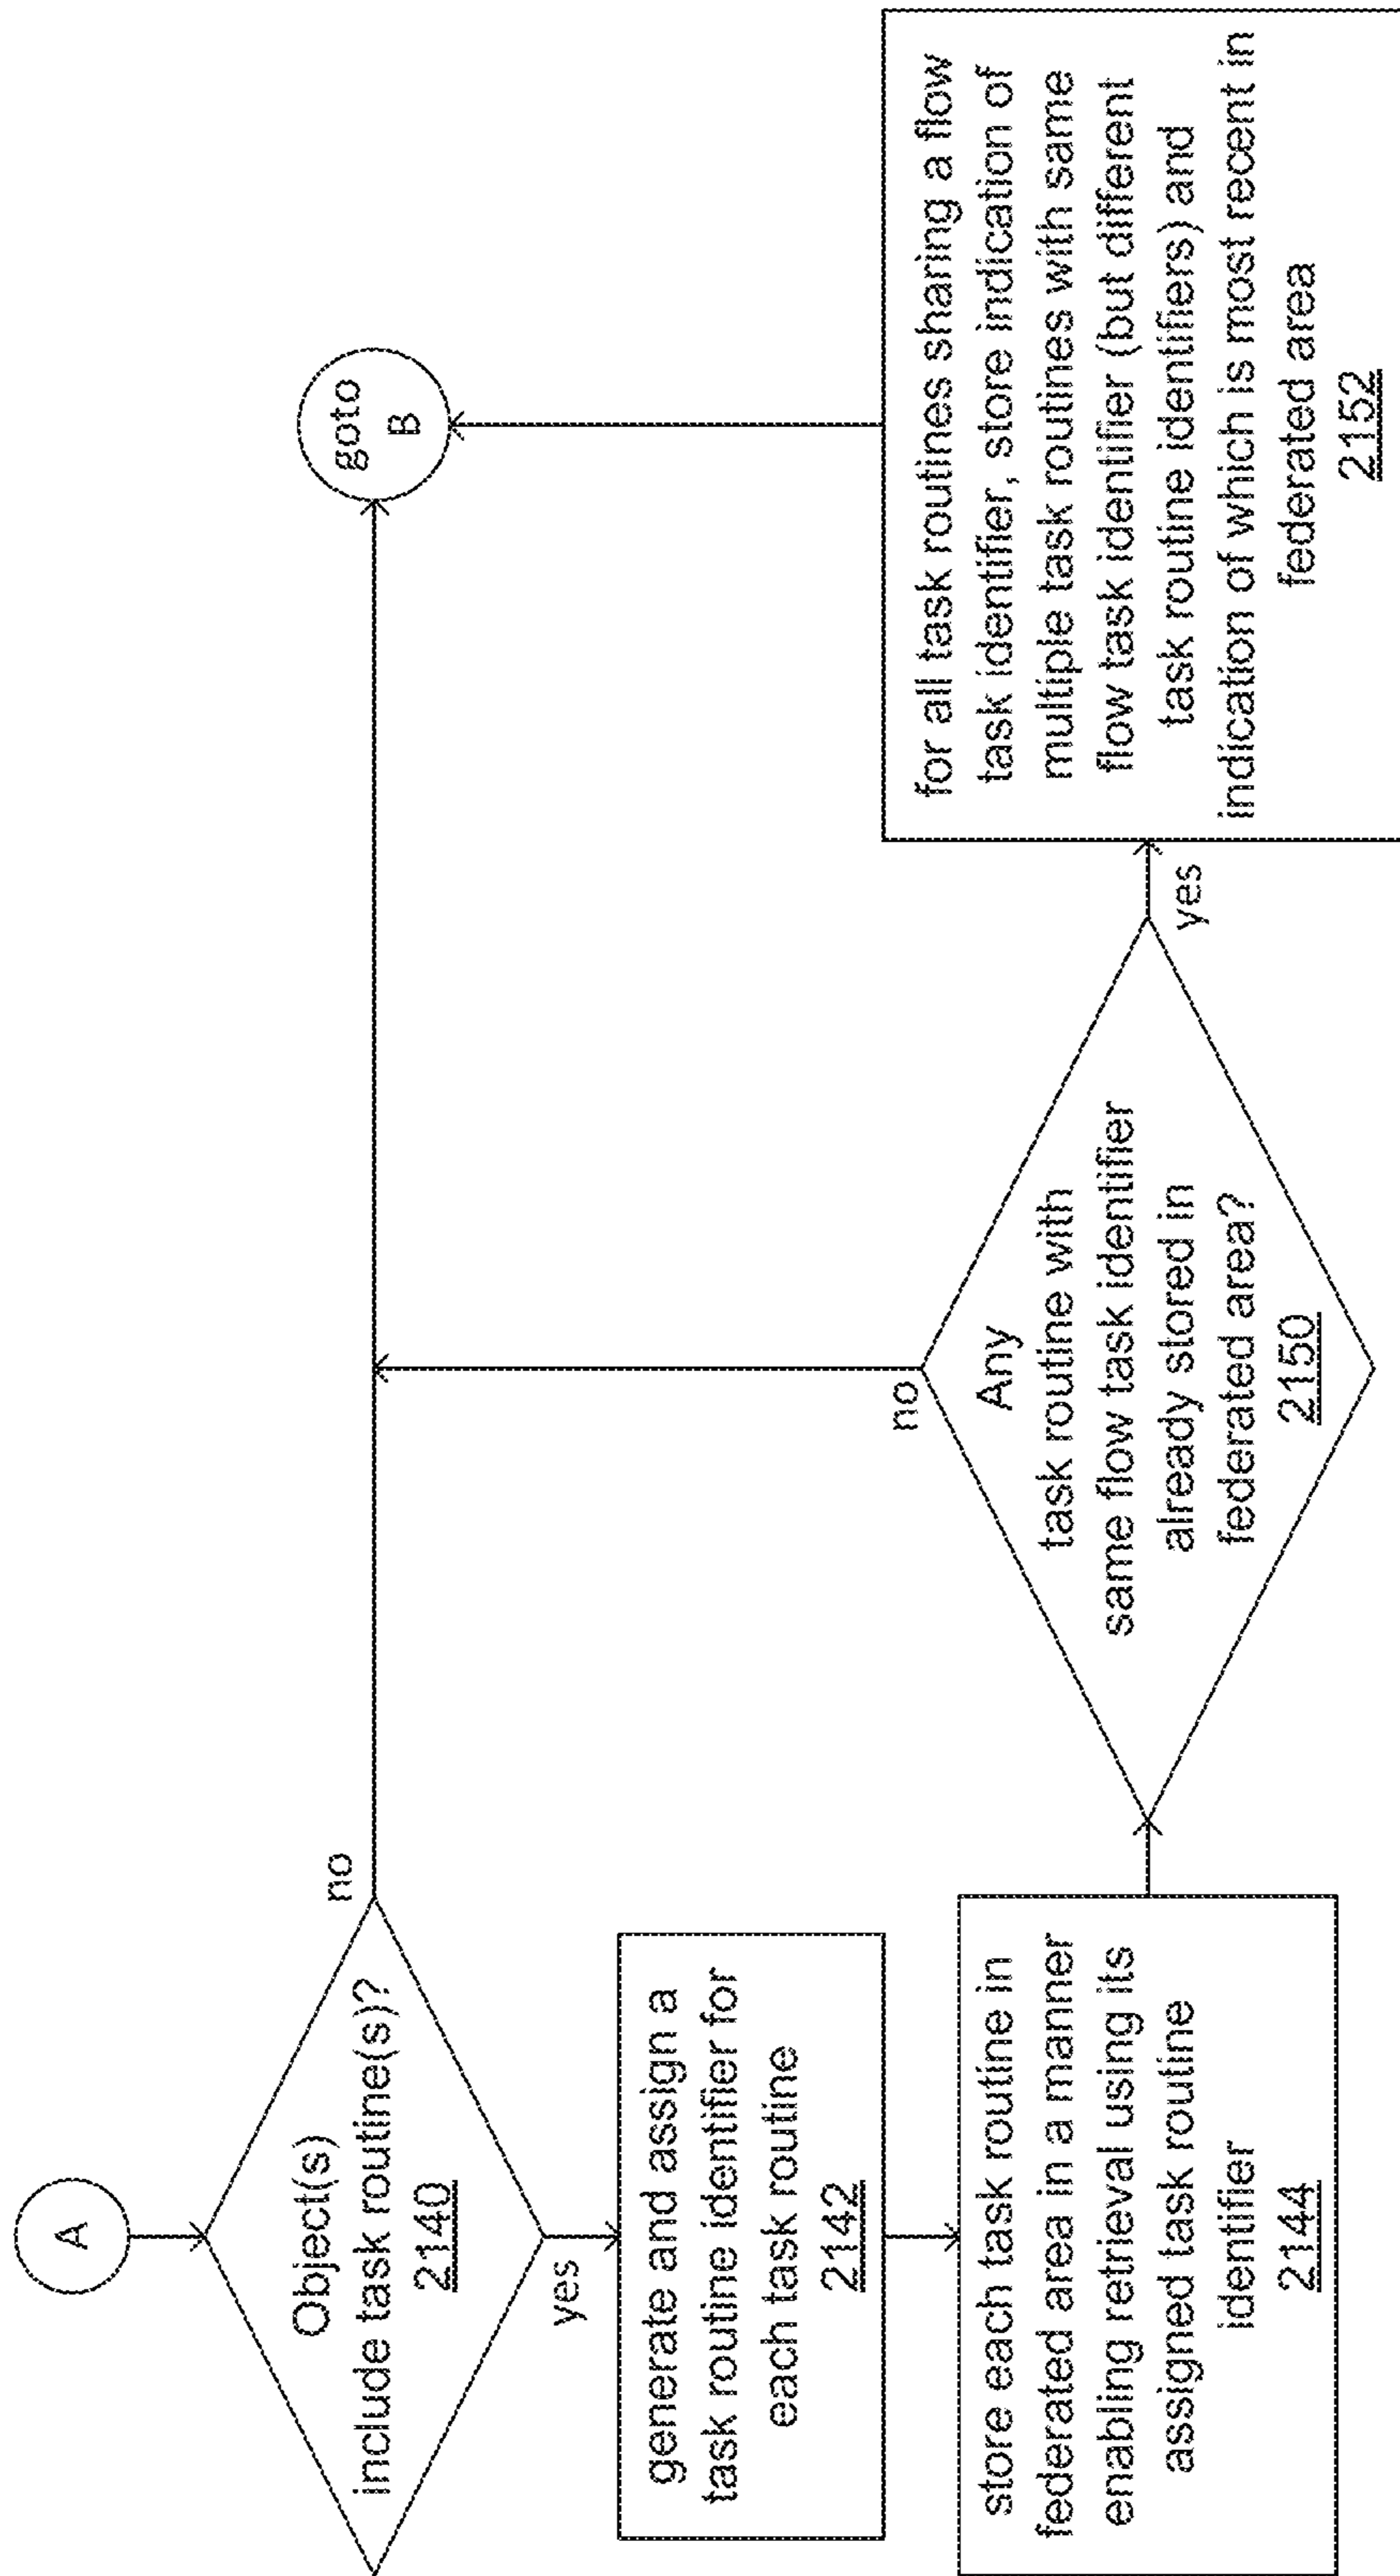 A
Object(s)
include task routine(s)?
2140
no
yes
generate and assign a
task routine identifier for
each task routine
2142
store each task routine in
federated area in a manner
enabling retrieval using its
assigned task routine
identifier
2144
Any
task routine with
same flow task identifier
already stored in
federated area?
2150
no
yes
for all task routines sharing a flow
task identifier, store indication of
multiple task routines with same
flow task identifier (but different
task routine identifiers) and
indication of which is most recent in
federated area
2152
goto
B